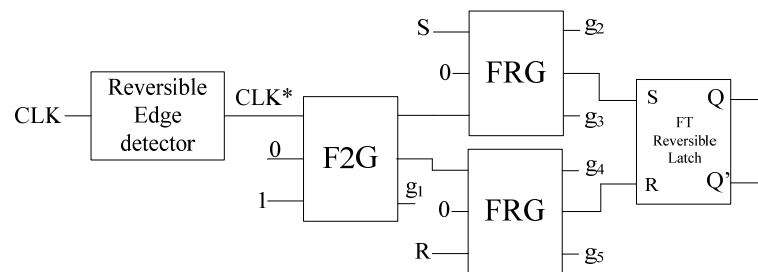 S
g2
0
FRG
g3
CLK
Reversible
Edge
detector
CLK*
0
1
F2G
g1
g4
0
FRG
R
g5
S
Q
FT
Reversible
Latch
R
Q'